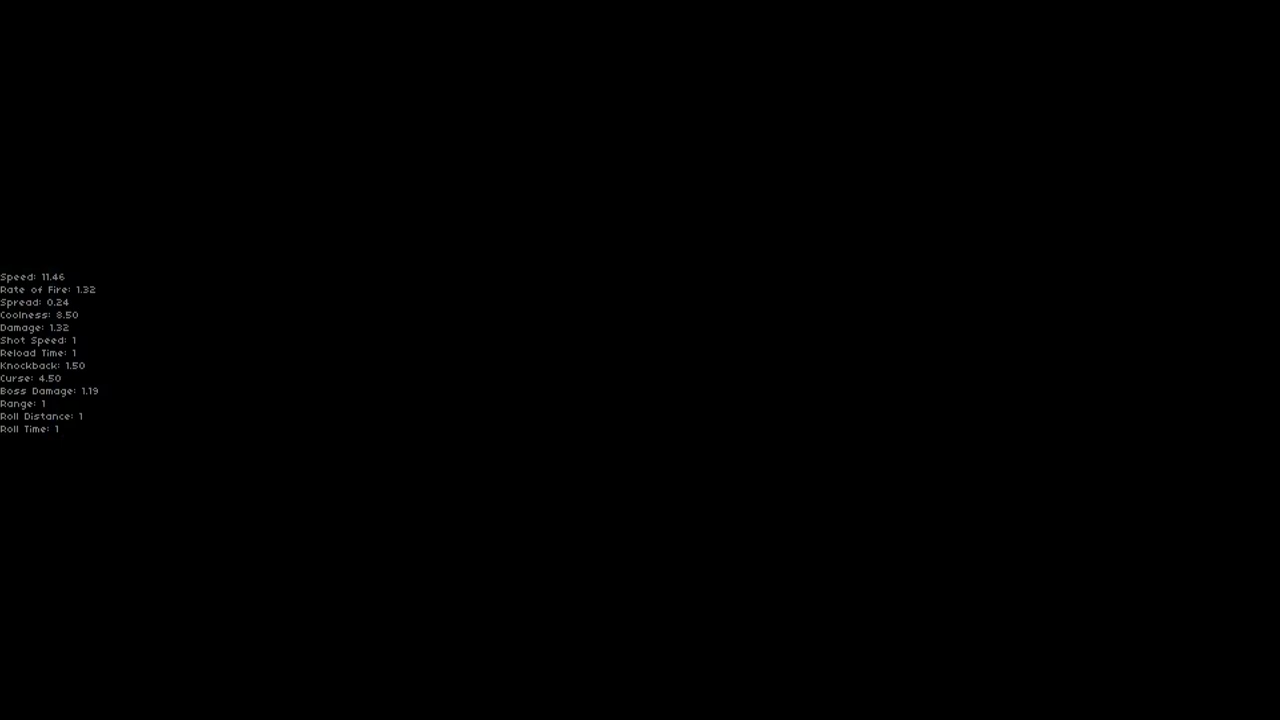 Speed: 11.46
Rate of Fire: 1.32
Spread: 0.24
Coolness: 8.50
Damage: 1.32
Shot Speed: 1
Reload Time: 1
Knockback: 1.50
Curse: 4.50
Boss Damage: 1.19
Range: 1
Roll Distance: 1
Roll Time: 1